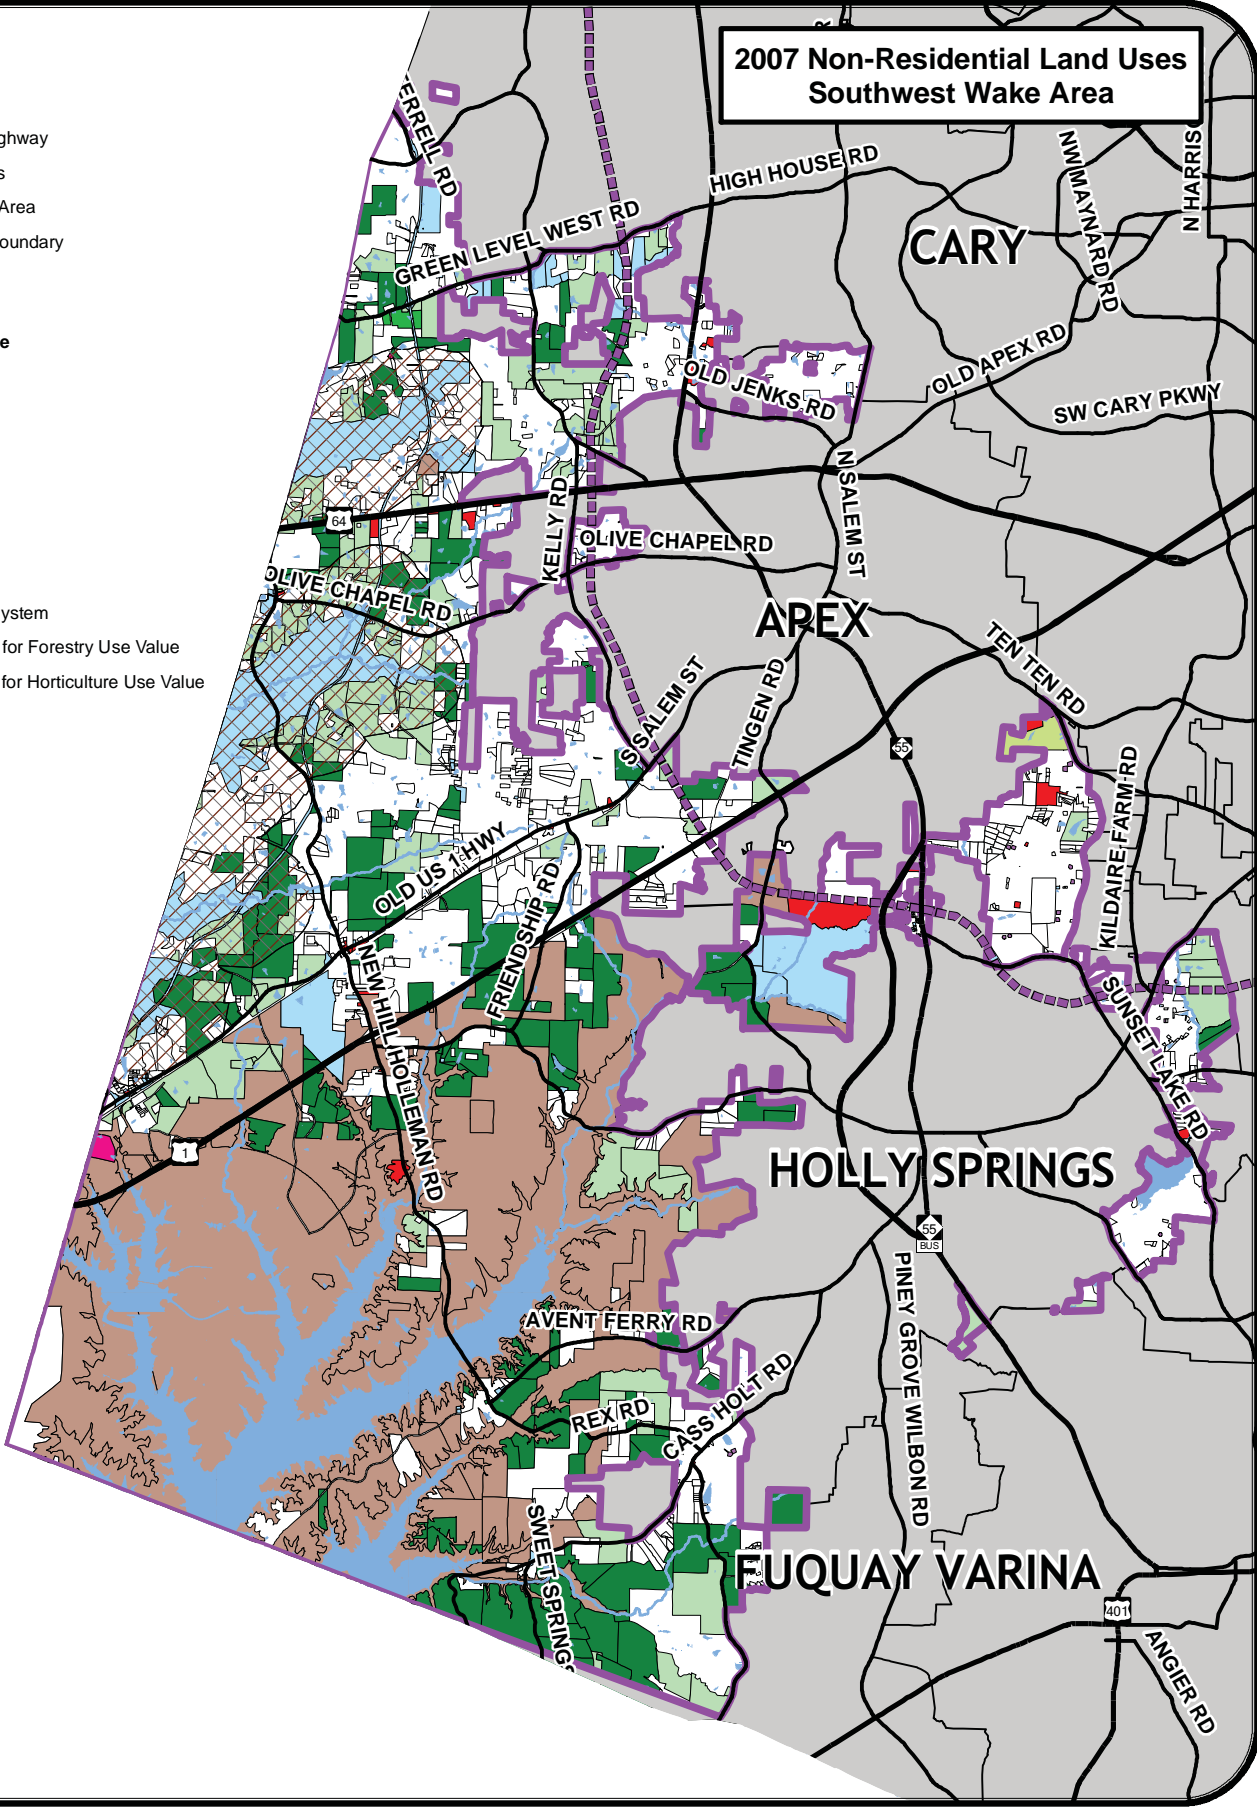 2007 Non-Residential Land Uses
Southwest Wake Area
ghway
s
Area
oundary
e
ystem
for Forestry Use Value
for Horticulture Use Value
ERRELL RD
HIGH HOUSE RD
NW MAYNARD RD
N HARRIS
GREEN LEVEL WEST RD
CARY
OLD JENKS RD
OLD APEX RD
SW CARY PKWY
N SALEM ST
64
KELLY RD
OLIVE CHAPEL RD
OLIVE CHAPEL RD
APEX
TEN TEN RD
S SALEM ST
TINGEN RD
55
KILDAIRE FARM RD
OLD US 1 HWY
FRIENDSHIP RD
NEW HILL HOLLEMAN RD
SUNSET LAKE RD
1
HOLLY SPRINGS
55
BUS
PINEY GROVE WILBON RD
AVENT FERRY RD
CASS HOLT RD
REX RD
SWEET SPRINGS
FUQUAY VARINA
401
ANGIER RD